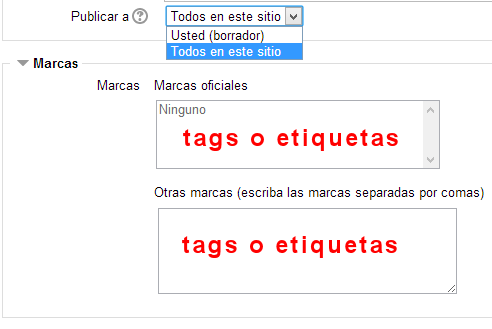 Publicar a Todos en este sitio
Usted (borrador)
Todos en este sitio
Marcas
Marcas Marcas oficiales
Ninguno
tags o etiquetas
Otras marcas (escriba las marcas separadas por comas)
tags o etiquetas